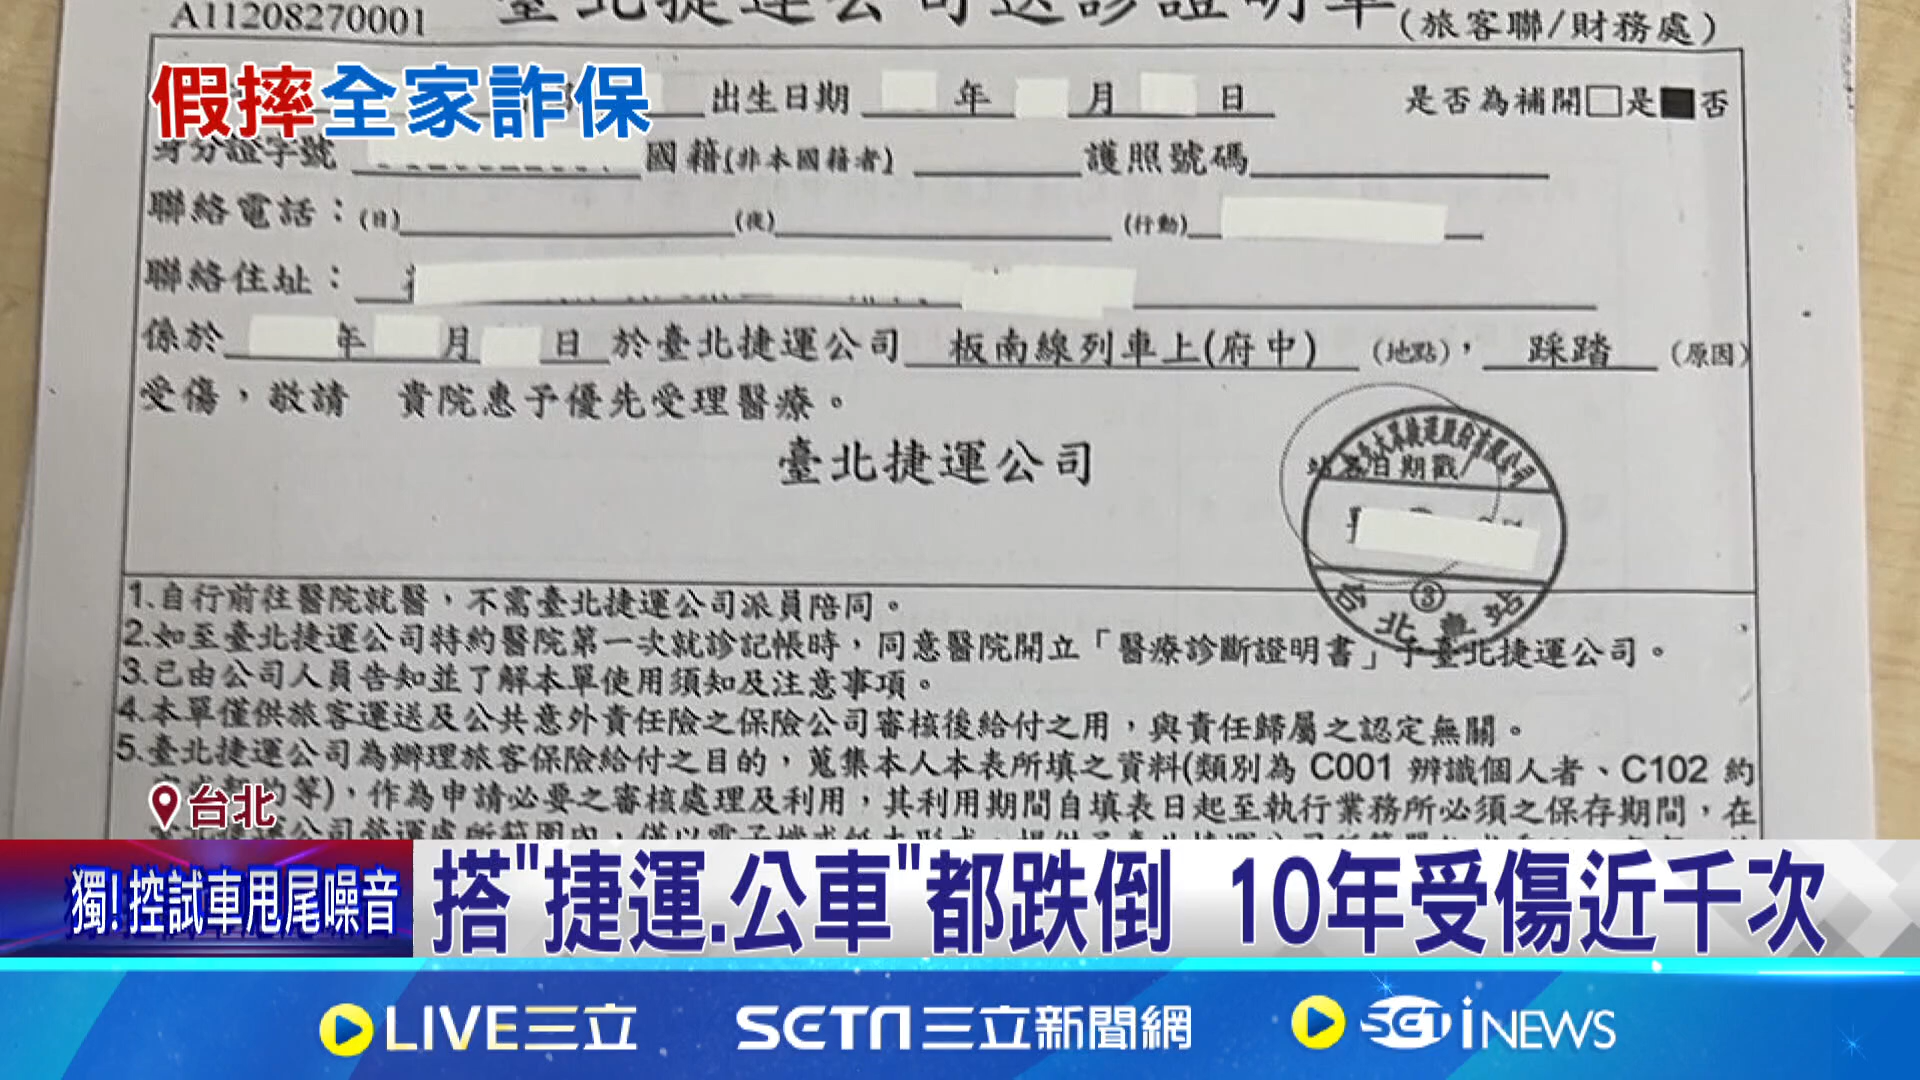 A11208270001
臺北捷運公司送診證明單(旅客聯/財務處)
假摔全家詐保
出生日期 年 月 日 是否為補開□是■否
身分證字號 國籍(非本國籍者) 護照號碼
聯絡電話：(日) (夜) (行動)
聯絡住址：
係於 年 月 日 於臺北捷運公司 板南線列車上(府中) (地點)， 踩踏 (原因)
受傷，敬請 貴院惠予優先受理醫療。
臺北捷運公司
日期戳
③
台北車站
1.自行前往醫院就醫，不需臺北捷運公司派員陪同。
2.如至臺北捷運公司特約醫院第一次就診記帳時，同意醫院開立「醫療診斷證明書」予臺北捷運公司。
3.已由公司人員告知並了解本單使用須知及注意事項。
4.本單僅供旅客運送及公共意外責任險之保險公司審核後給付之用，與責任歸屬之認定無關。
5.臺北捷運公司為辦理旅客保險給付之目的，蒐集本人本表所填之資料(類別為 C001 辨識個人者、C102 約
的等)，作為申請必要之審核處理及利用，其利用期間自填表日起至執行業務所必須之保存期間，在
台北
獨!控試車甩尾噪音
搭"捷運.公車"都跌倒 10年受傷近千次
LIVE三立
SETN三立新聞網
SET iNEWS